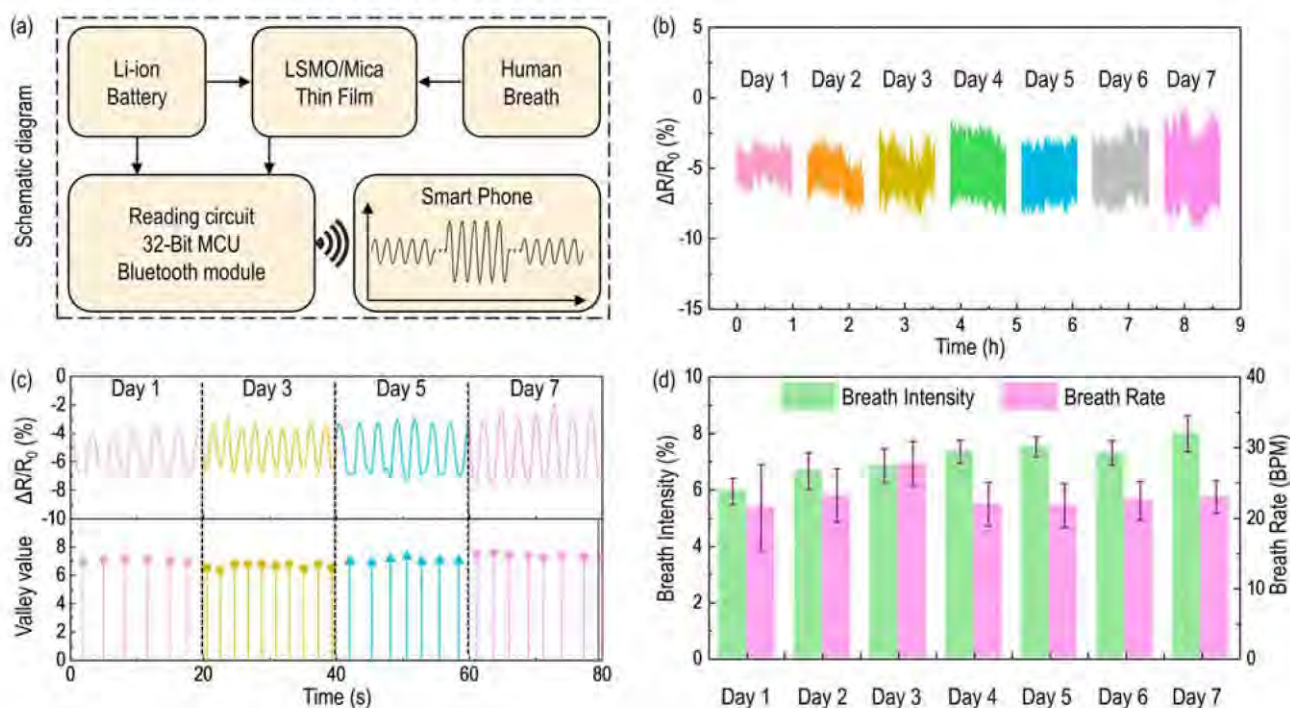 (a)
Schematic diagram
Li-ion
Battery
LSMO/Mica
Thin Film
Human
Breath
Reading circuit
32-Bit MCU
Bluetooth module
Smart Phone
(b)
ΔR/R0 (%)
5
0
-5
-10
-15
Day 1 Day 2 Day 3 Day 4 Day 5 Day 6 Day 7
0 1 2 3 4 5 6 7 8 9
Time (h)
(c)
ΔR/R0 (%)
0
-2
-4
-6
-8
-10
Day 1 Day 3 Day 5 Day 7
Valley value
8
6
4
2
0
0 20 40 60 80
Time (s)
(d)
Breath Intensity (%)
10
8
6
4
2
0
Breath Intensity Breath Rate
40
30
20
10
0
Breath Rate (BPM)
Day 1 Day 2 Day 3 Day 4 Day 5 Day 6 Day 7